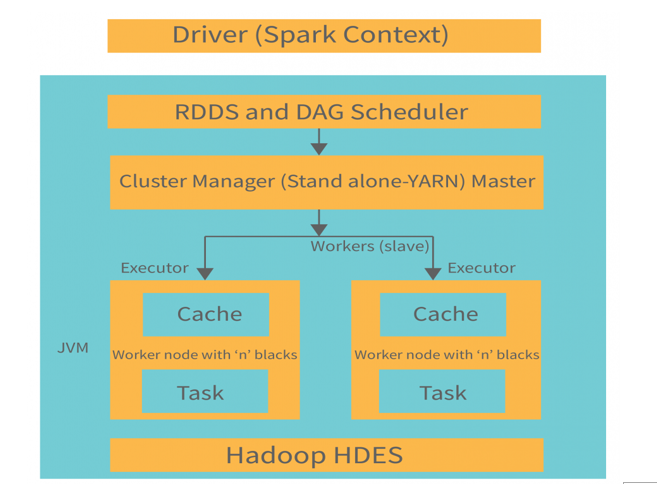 Driver (Spark Context)
RDDS and DAG Scheduler
Cluster Manager (Stand alone-YARN) Master
Workers (slave)
Executor
Executor
Cache
Cache
JVM
Worker node with ‘n’ blacks
Worker node with ‘n’ blacks
Task
Task
Hadoop HDES